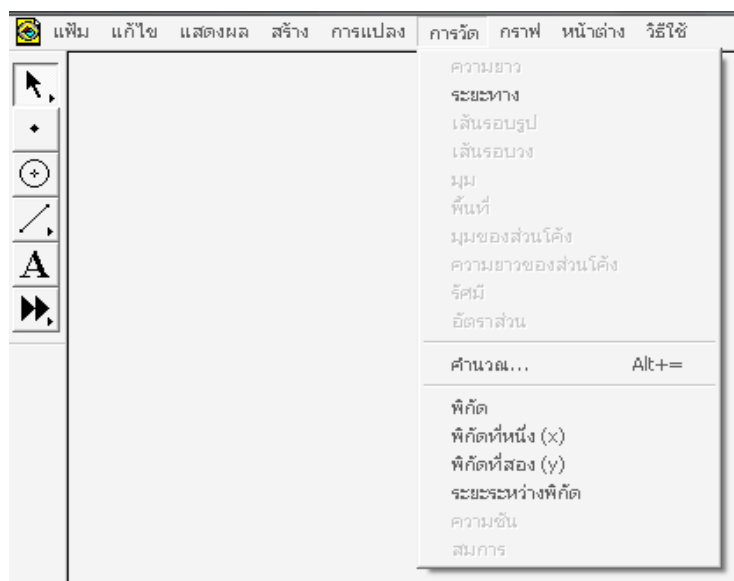 แฟ้ม แก้ไข แสดงผล สร้าง การแปลง การวัด กราฟ หน้าต่าง วิธีใช้
ความยาว
ระยะทาง
เส้นรอบรูป
เส้นรอบวง
มุม
พื้นที่
มุมของส่วนโค้ง
ความยาวของส่วนโค้ง
รัศมี
อัตราส่วน
คำนวณ... Alt+=
พิกัด
พิกัดที่หนึ่ง (x)
พิกัดที่สอง (y)
ระยะระหว่างพิกัด
ความชัน
สมการ
A